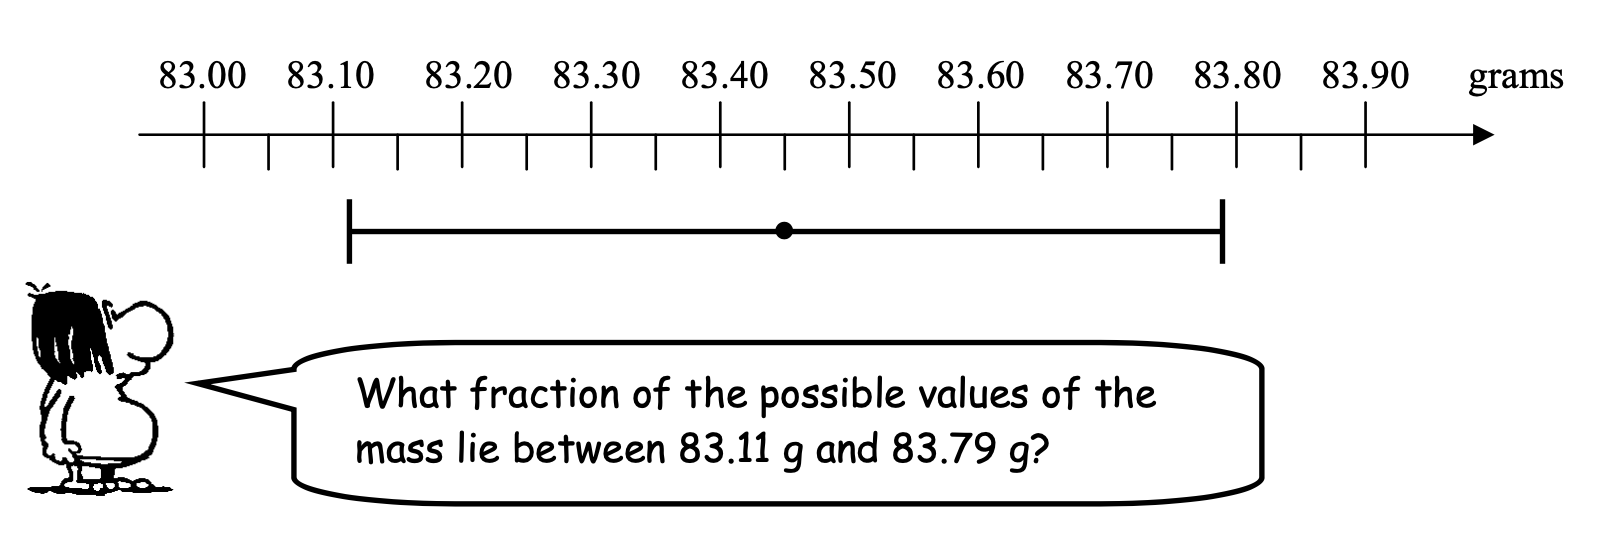 83.00 83.10 83.20 83.30 83.40 83.50 83.60 83.70 83.80 83.90 grams
What fraction of the possible values of the
mass lie between 83.11 g and 83.79 g?